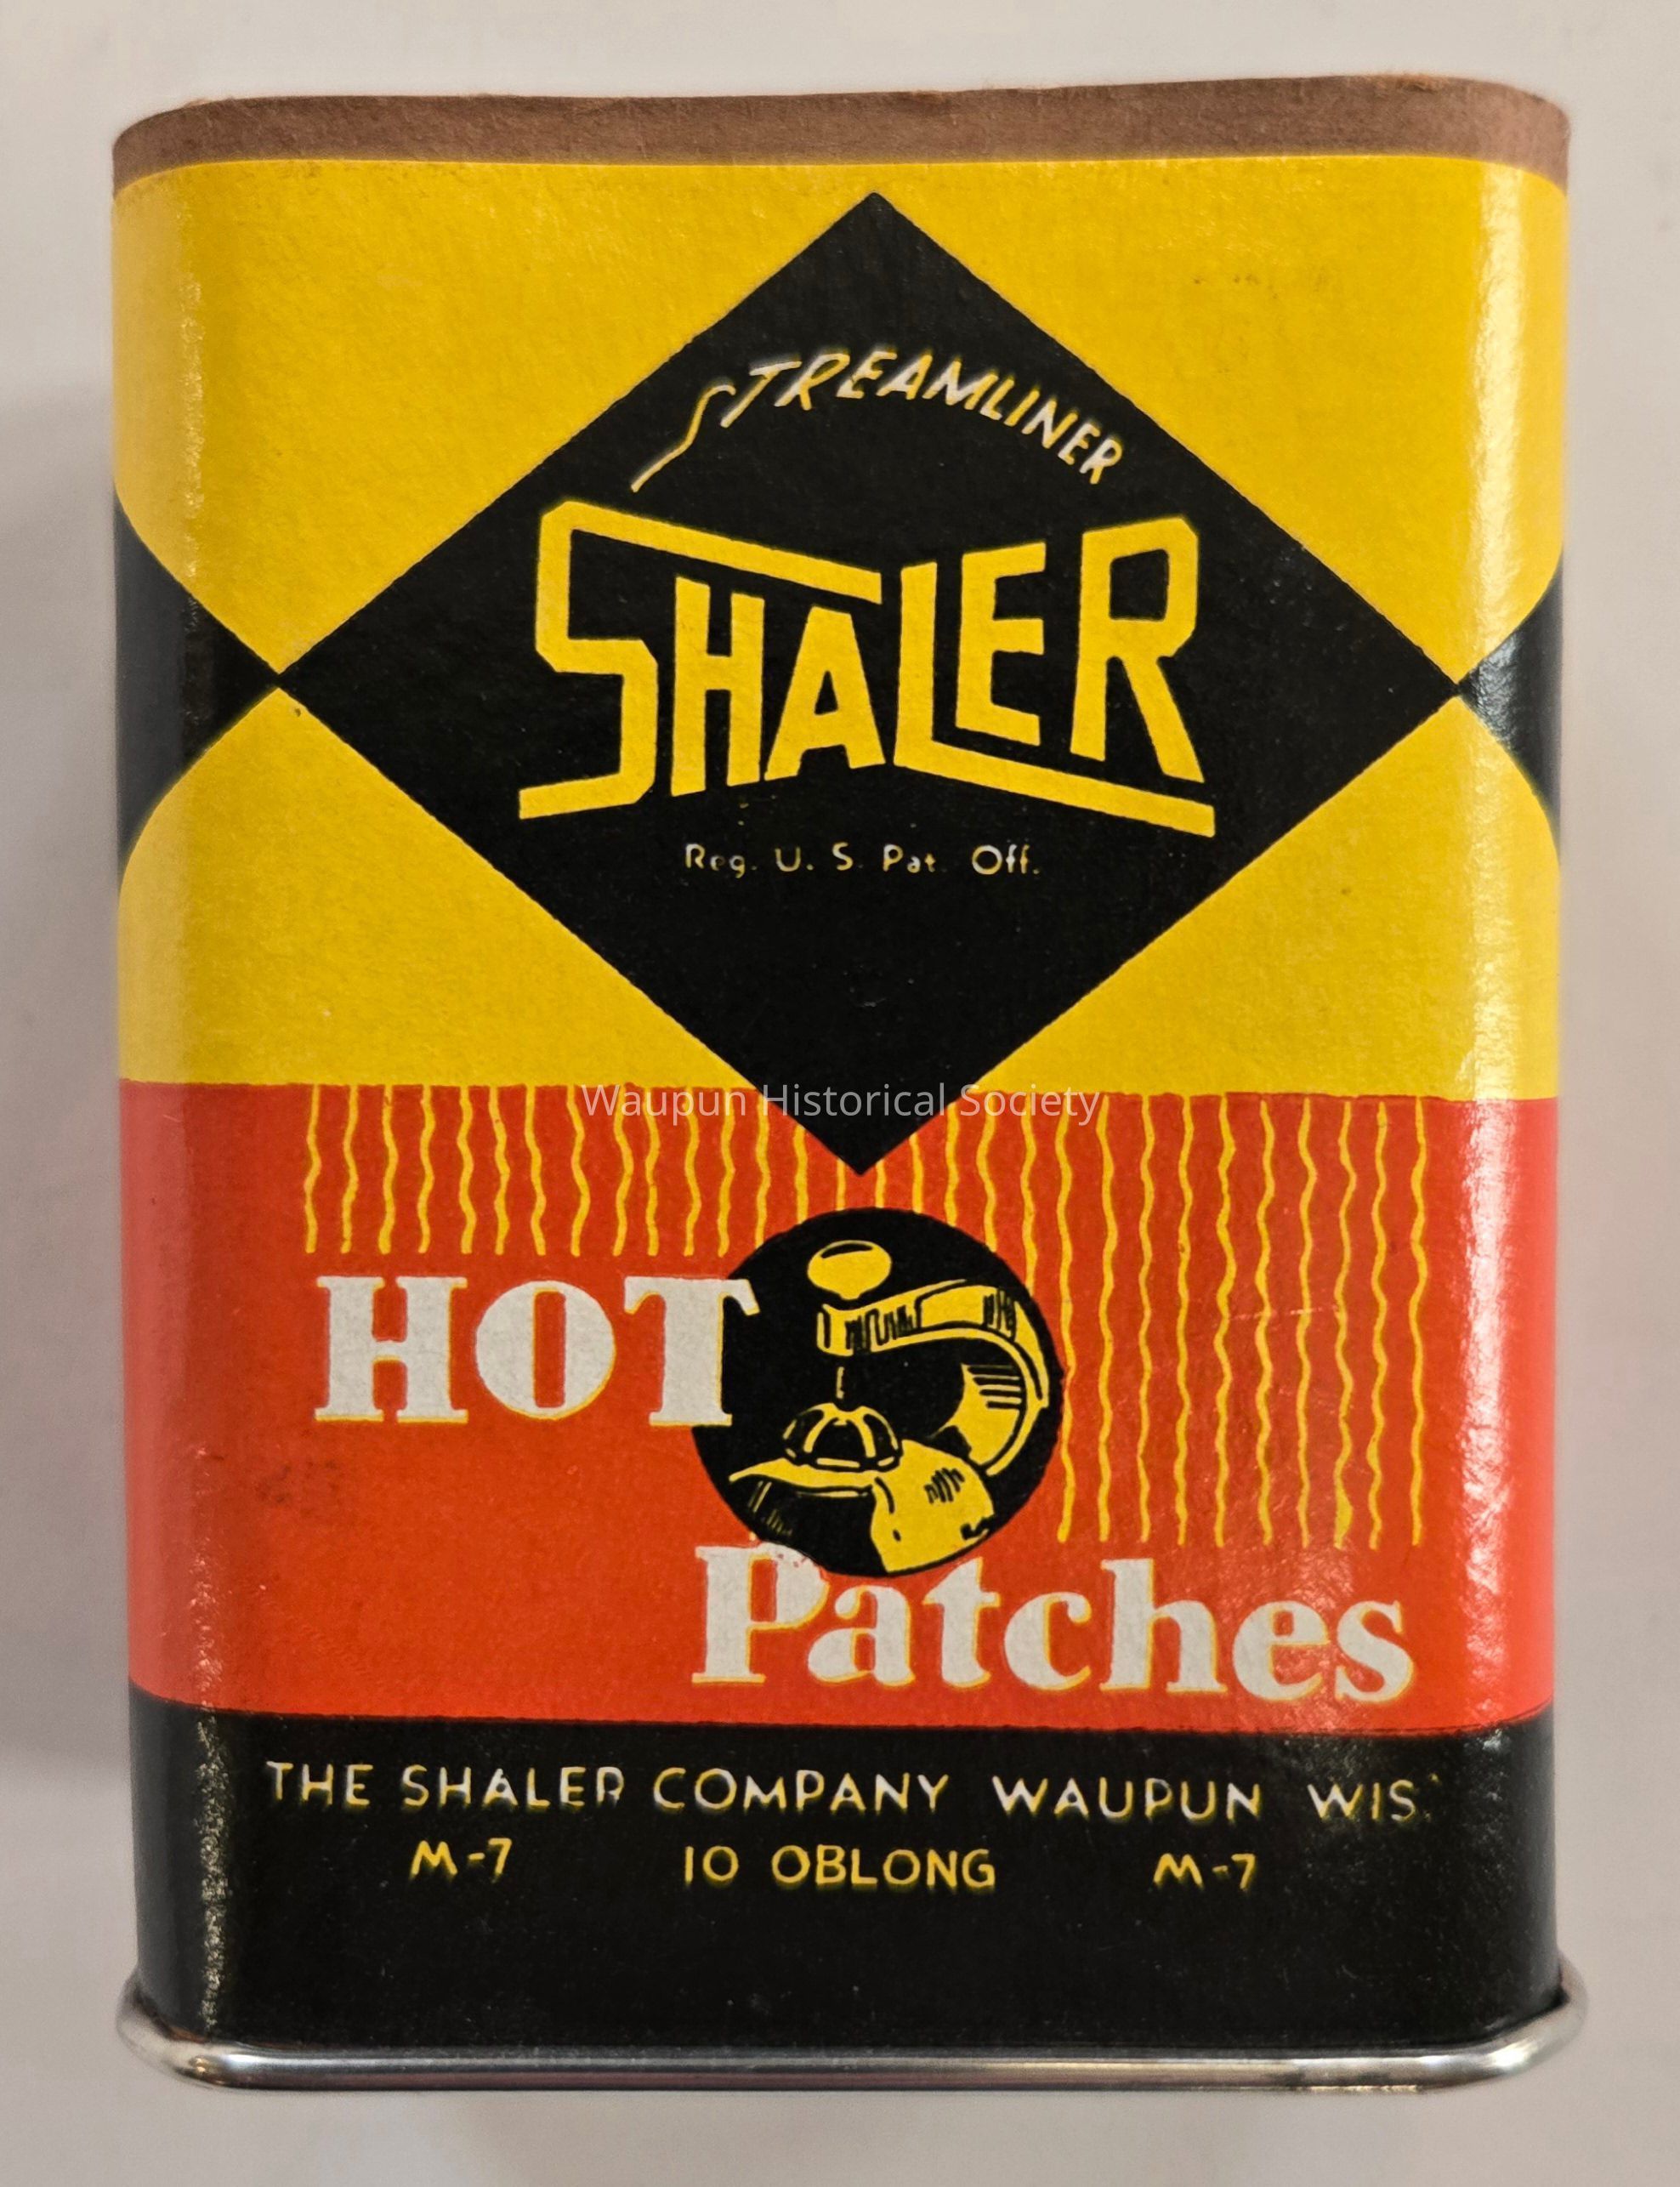 STREAMLINER
SHALER
Reg. U. S. Pat. Off.
Waupun Historical Society
HOT
Patches
THE SHALER COMPANY WAUPUN WIS.
M-7 10 OBLONG M-7